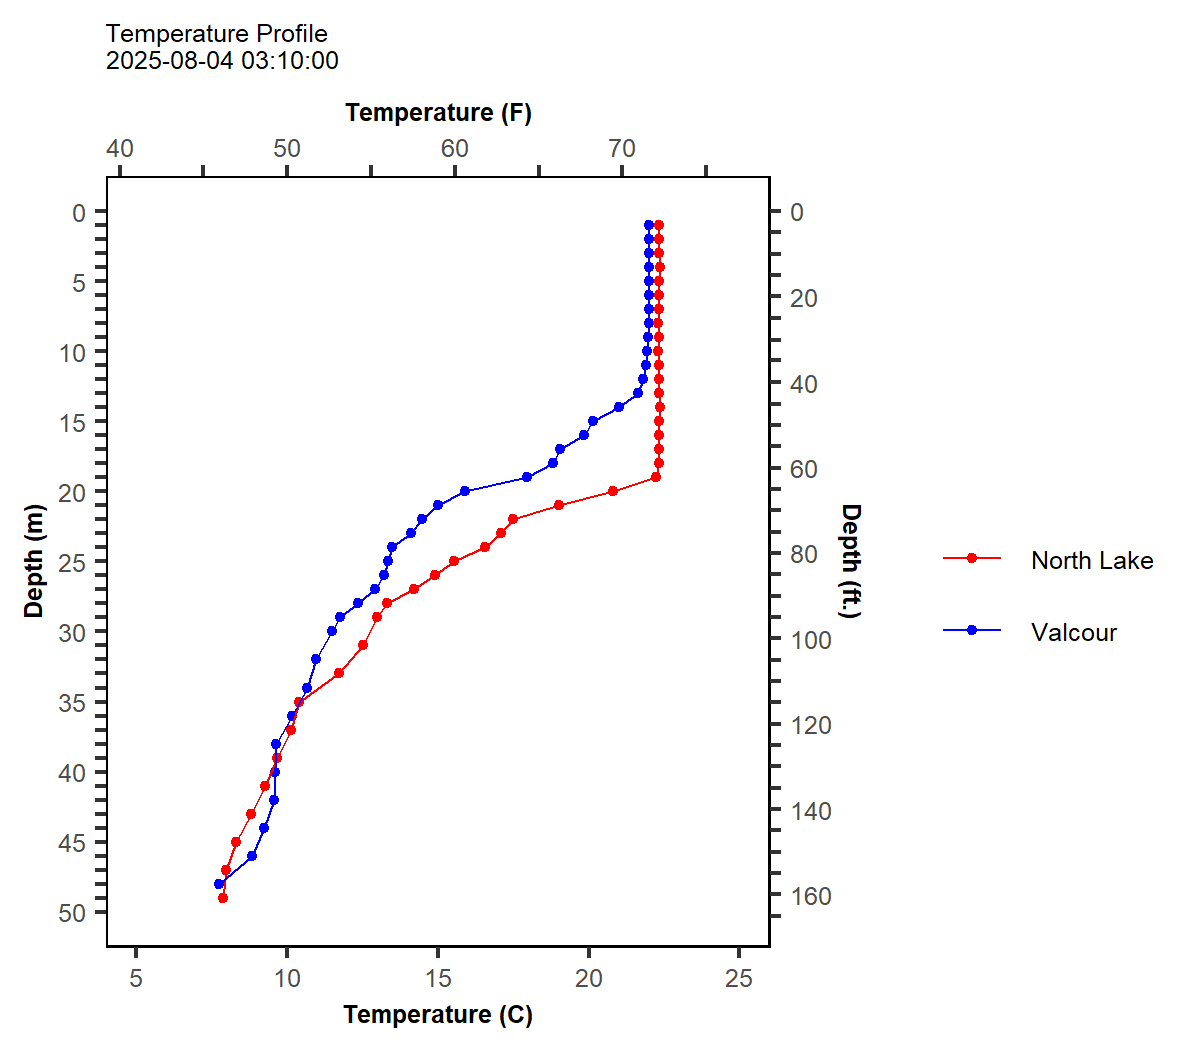 Temperature Profile
2025-08-04 03:10:00
Temperature (F)
40 50 60 70
0
5
10
15
20
25
30
35
40
45
50
Depth (m)
0
20
40
60
80
100
120
140
160
Depth (ft.)
North Lake
Valcour
5 10 15 20 25
Temperature (C)